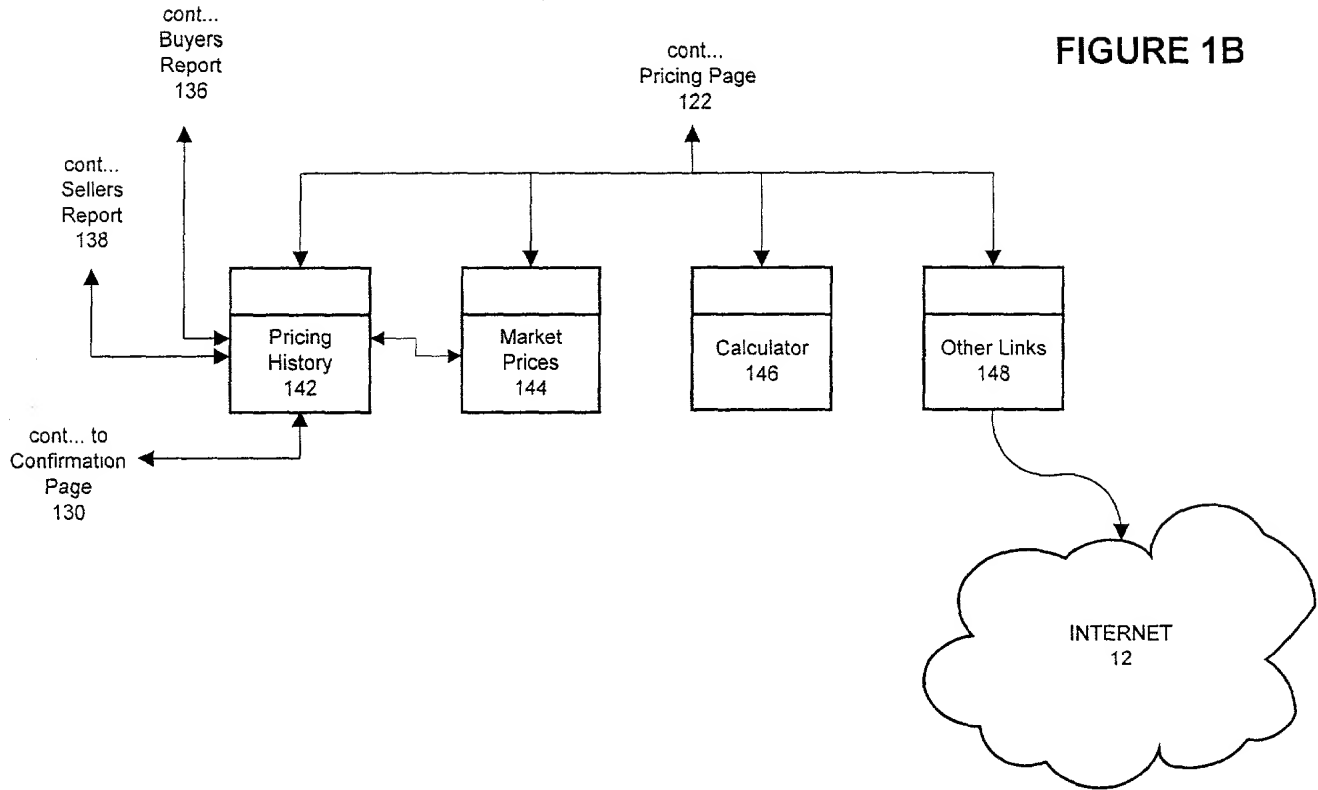 cont...
Buyers
Report
136
cont...
Pricing Page
122
FIGURE 1B
cont...
Sellers
Report
138
Pricing
History
142
Market
Prices
144
Calculator
146
Other Links
148
cont... to
Confirmation
Page
130
INTERNET
12